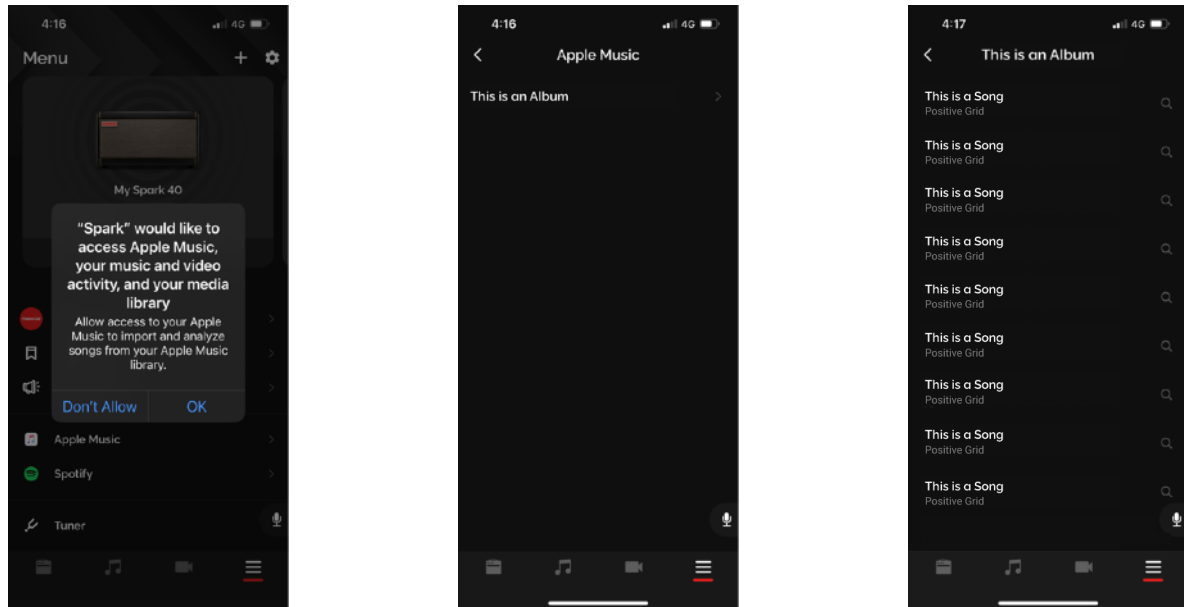 4:16
4G
Menu
My Spark 40
“Spark” would like to
access Apple Music,
your music and video
activity, and your media
library
Allow access to your Apple
Music to import and analyze
songs from your Apple Music
library.
Don't Allow OK
Apple Music
Spotify
Tuner
4:16
4G
Apple Music
This is an Album
4:17
4G
This is an Album
This is a Song
Positive Grid
This is a Song
Positive Grid
This is a Song
Positive Grid
This is a Song
Positive Grid
This is a Song
Positive Grid
This is a Song
Positive Grid
This is a Song
Positive Grid
This is a Song
Positive Grid
This is a Song
Positive Grid